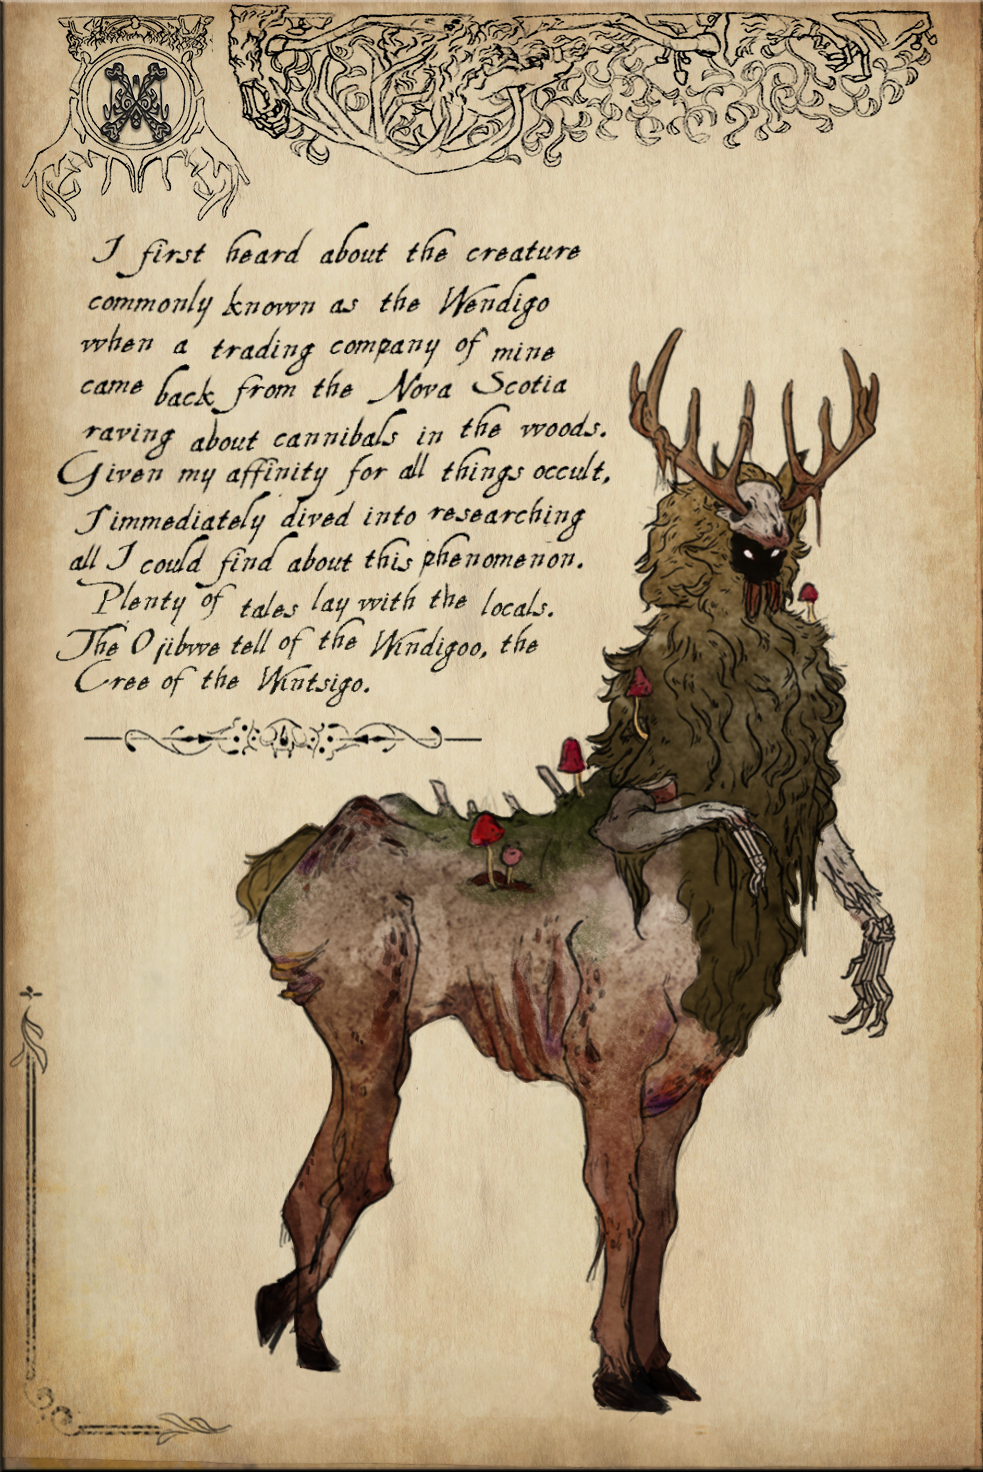 I first heard about the creature
commonly known as the Wendigo
when a trading company of mine
came back from the Nova Scotia
raving about cannibals in the woods.
Given my affinity for all things occult,
I immediately dived into researching
all I could find about this phenomenon.
Plenty of tales lay with the locals.
The Ojibwe tell of the Windigoo, the
Cree of the Wintsigo.